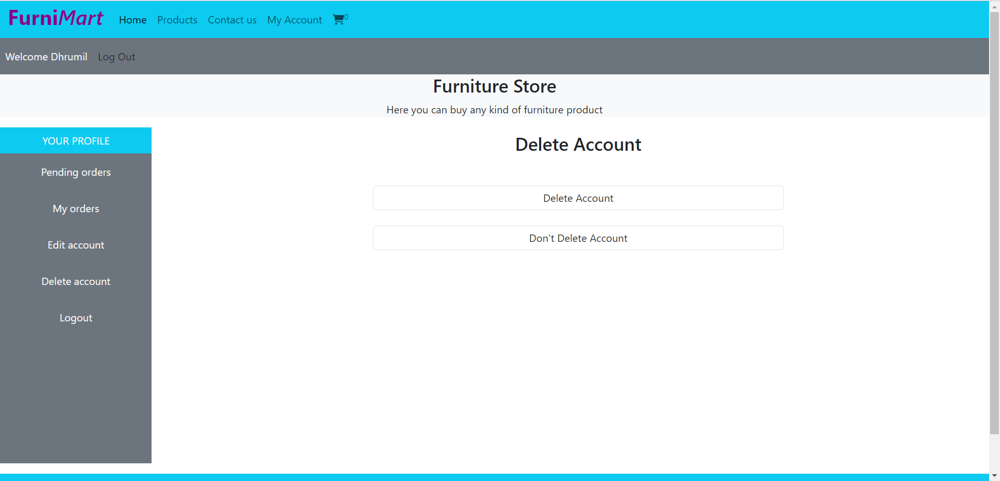 FurniMart Home Products Contact us My Account 0
Welcome Dhrumil Log Out
Furniture Store
Here you can buy any kind of furniture product
YOUR PROFILE
Pending orders
My orders
Edit account
Delete account
Logout
Delete Account
Delete Account
Don't Delete Account